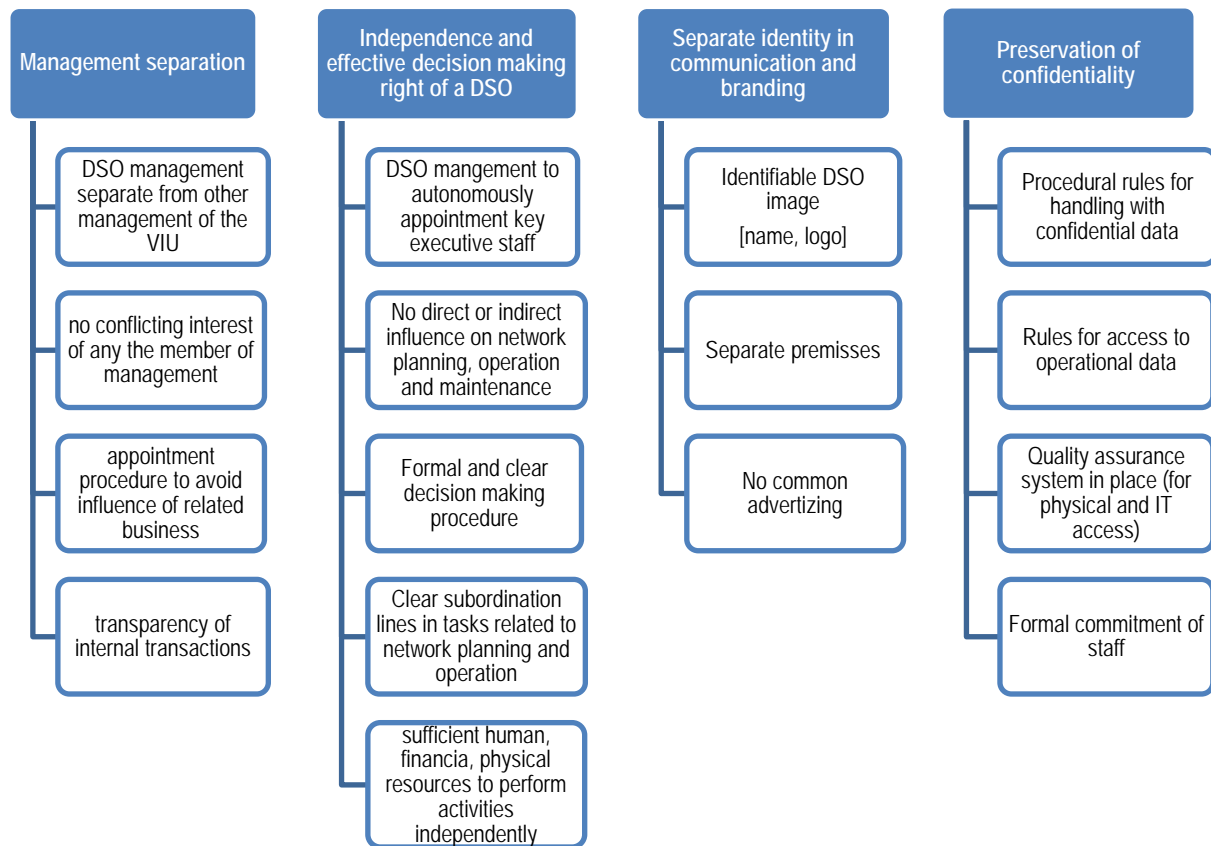 Management separation
DSO management
separate from other
management of the
VIU
no conflicting interest
of any the member of
management
appointment
procedure to avoid
influence of related
business
transparency of
internal transactions
Independence and
effective decision making
right of a DSO
DSO mangement to
autonomously
appointment key
executive staff
No direct or indirect
influence on network
planning, operation
and maintenance
Formal and clear
decision making
procedure
Clear subordination
lines in tasks related to
network planning and
operation
sufficient human,
financia, physical
resources to perform
activities
independently
Separate identity in
communication and
branding
Identifiable DSO
image
[name, logo]
Separate premisses
No common
advertizing
Preservation of
confidentiality
Procedural rules for
handling with
confidential data
Rules for access to
operational data
Quality assurance
system in place (for
physical and IT
access)
Formal commitment of
staff